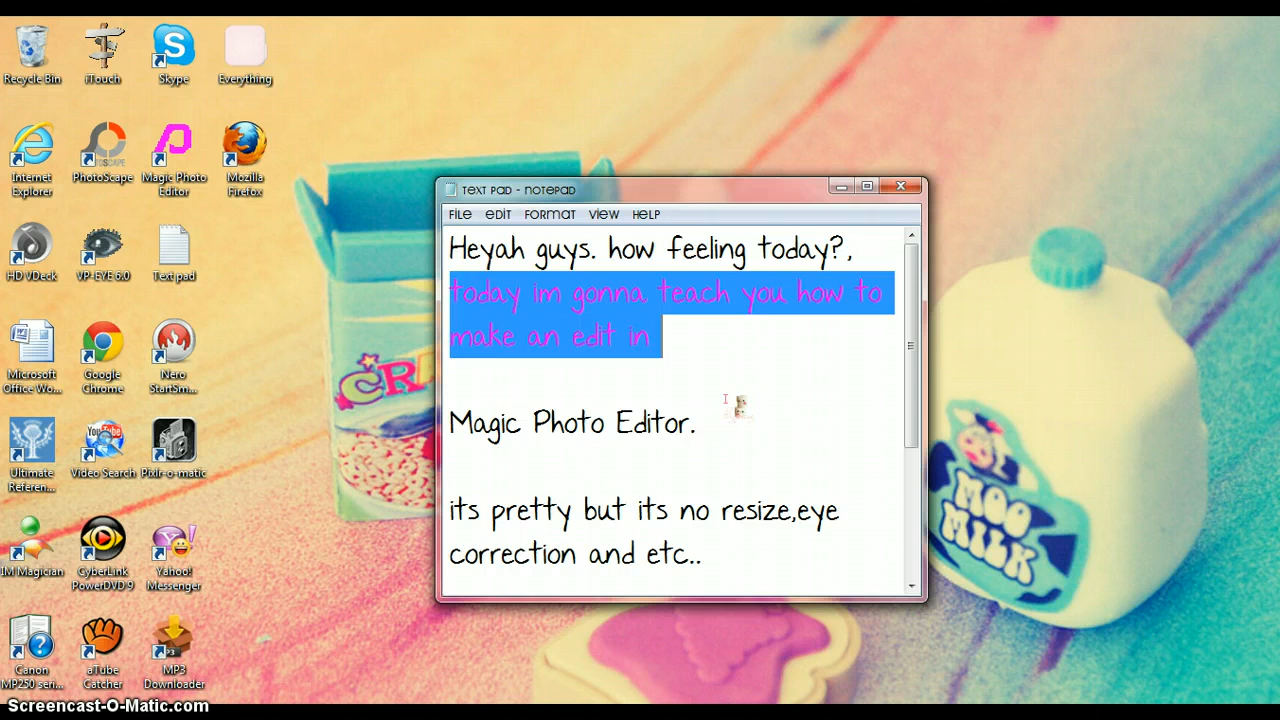 Recycle Bin
iTouch
Skype
Everything
Internet
Explorer
PhotoScape
Magic Photo
Editor
Mozilla
Firefox
HD VDeck
VP-EYE 6.0
Text pad
Microsoft
Office Wo...
Google
Chrome
Nero
StartSm...
Ultimate
Referen...
Video Search
Pixlr-o-matic
IM Magician
CyberLink
PowerDVD 9
Yahoo!
Messenger
Canon
MP250 seri...
aTube
Catcher
MP3
Downloader
Text pad - Notepad
File Edit Format View Help
Heyah guys. how feeling today?,
today im gonna teach you how to
make an edit in
Magic Photo Editor.
its pretty but its no resize,eye
correction and etc..
CR
MOO
MILK
Screencast-O-Matic.com